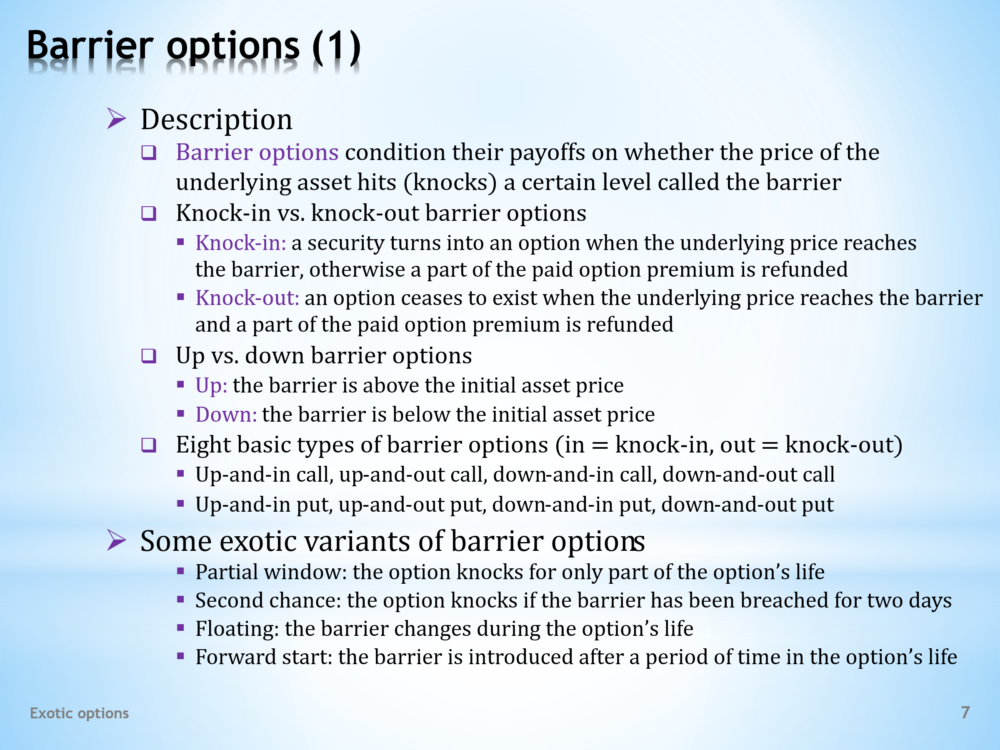 Barrier options (1)
Description
Barrier options condition their payoffs on whether the price of the
underlying asset hits (knocks) a certain level called the barrier
Knock-in vs. knock-out barrier options
Knock-in: a security turns into an option when the underlying price reaches
the barrier, otherwise a part of the paid option premium is refunded
Knock-out: an option ceases to exist when the underlying price reaches the barrier
and a part of the paid option premium is refunded
Up vs. down barrier options
Up: the barrier is above the initial asset price
Down: the barrier is below the initial asset price
Eight basic types of barrier options (in = knock-in, out = knock-out)
Up-and-in call, up-and-out call, down-and-in call, down-and-out call
Up-and-in put, up-and-out put, down-and-in put, down-and-out put
Some exotic variants of barrier options
Partial window: the option knocks for only part of the option’s life
Second chance: the option knocks if the barrier has been breached for two days
Floating: the barrier changes during the option’s life
Forward start: the barrier is introduced after a period of time in the option’s life
Exotic options
7